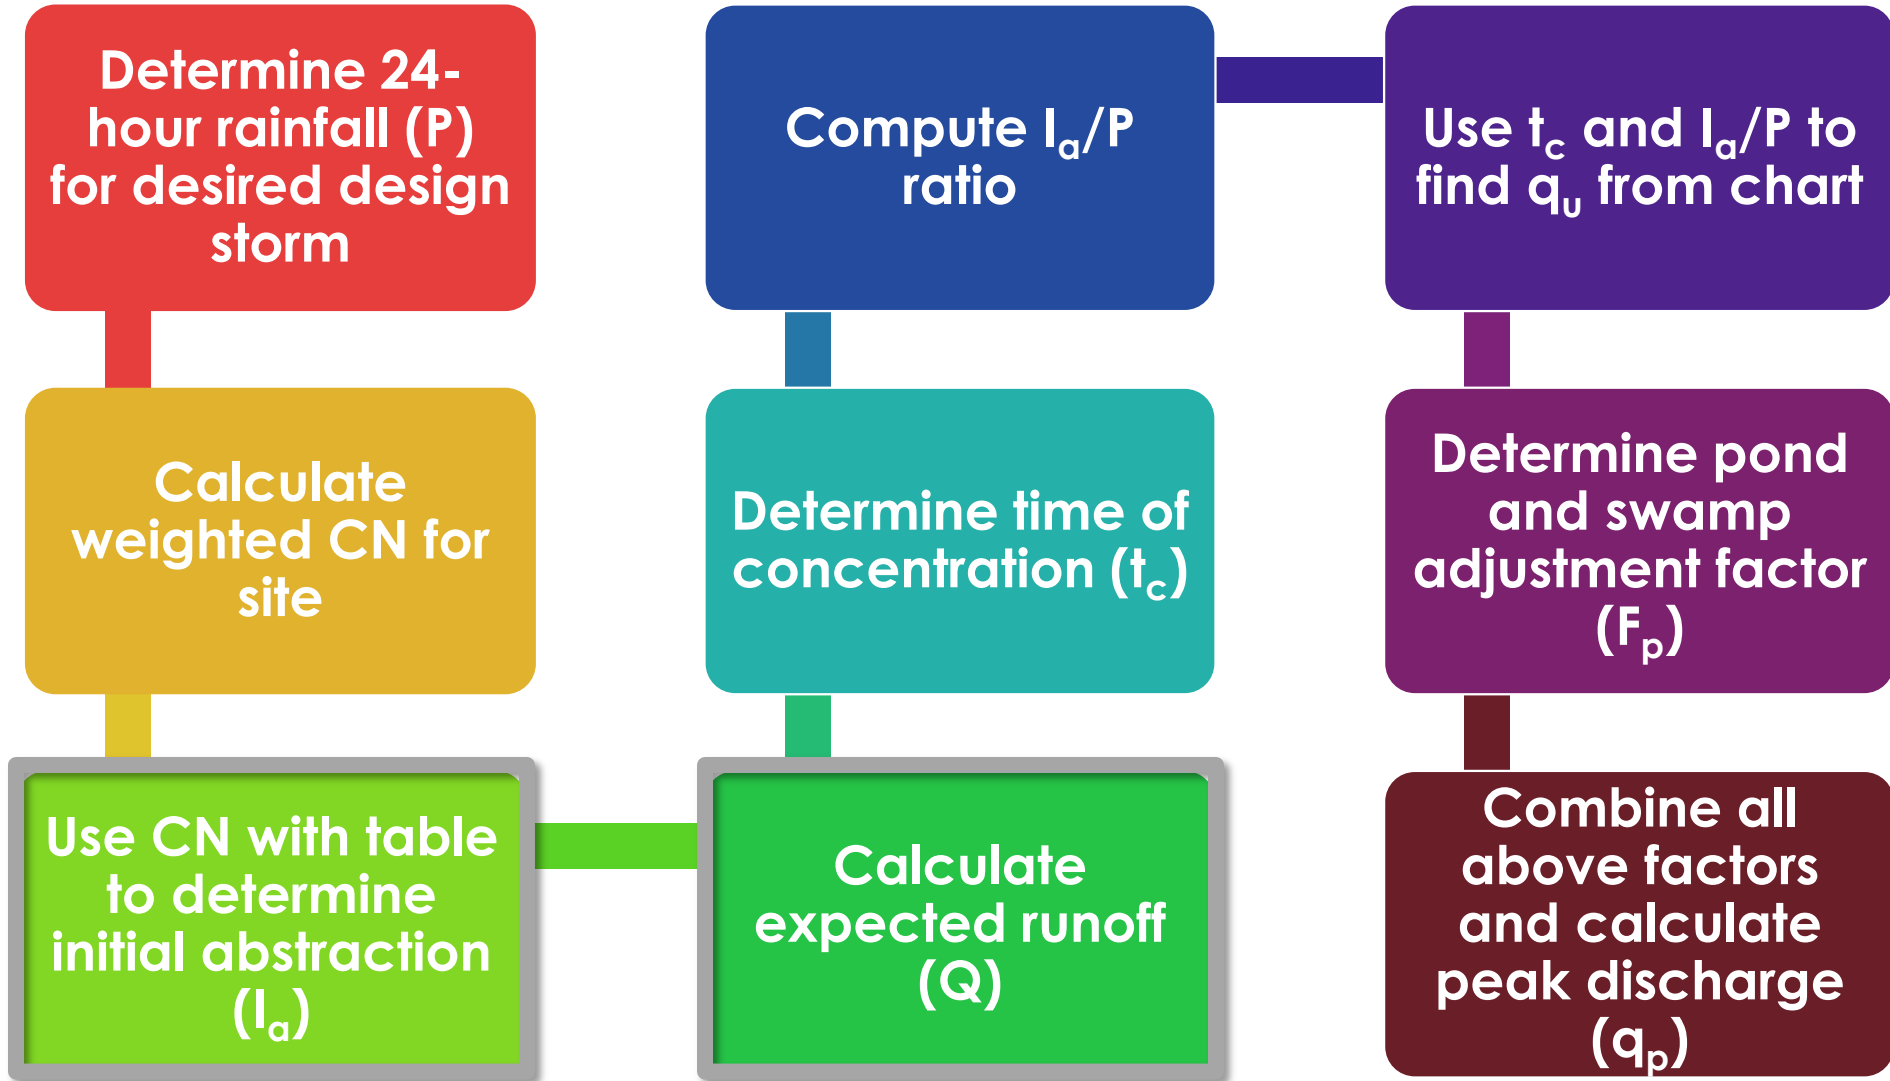 Determine 24-
hour rainfall (P)
for desired design
storm
Calculate
weighted CN for
site
Use CN with table
to determine
initial abstraction
(Iₐ)
Calculate
expected runoff
(Q)
Determine time of
concentration (t_c)
Compute Iₐ/P
ratio
Use t_c and Iₐ/P to
find qᵤ from chart
Determine pond
and swamp
adjustment factor
(Fₚ)
Combine all
above factors
and calculate
peak discharge
(qₚ)